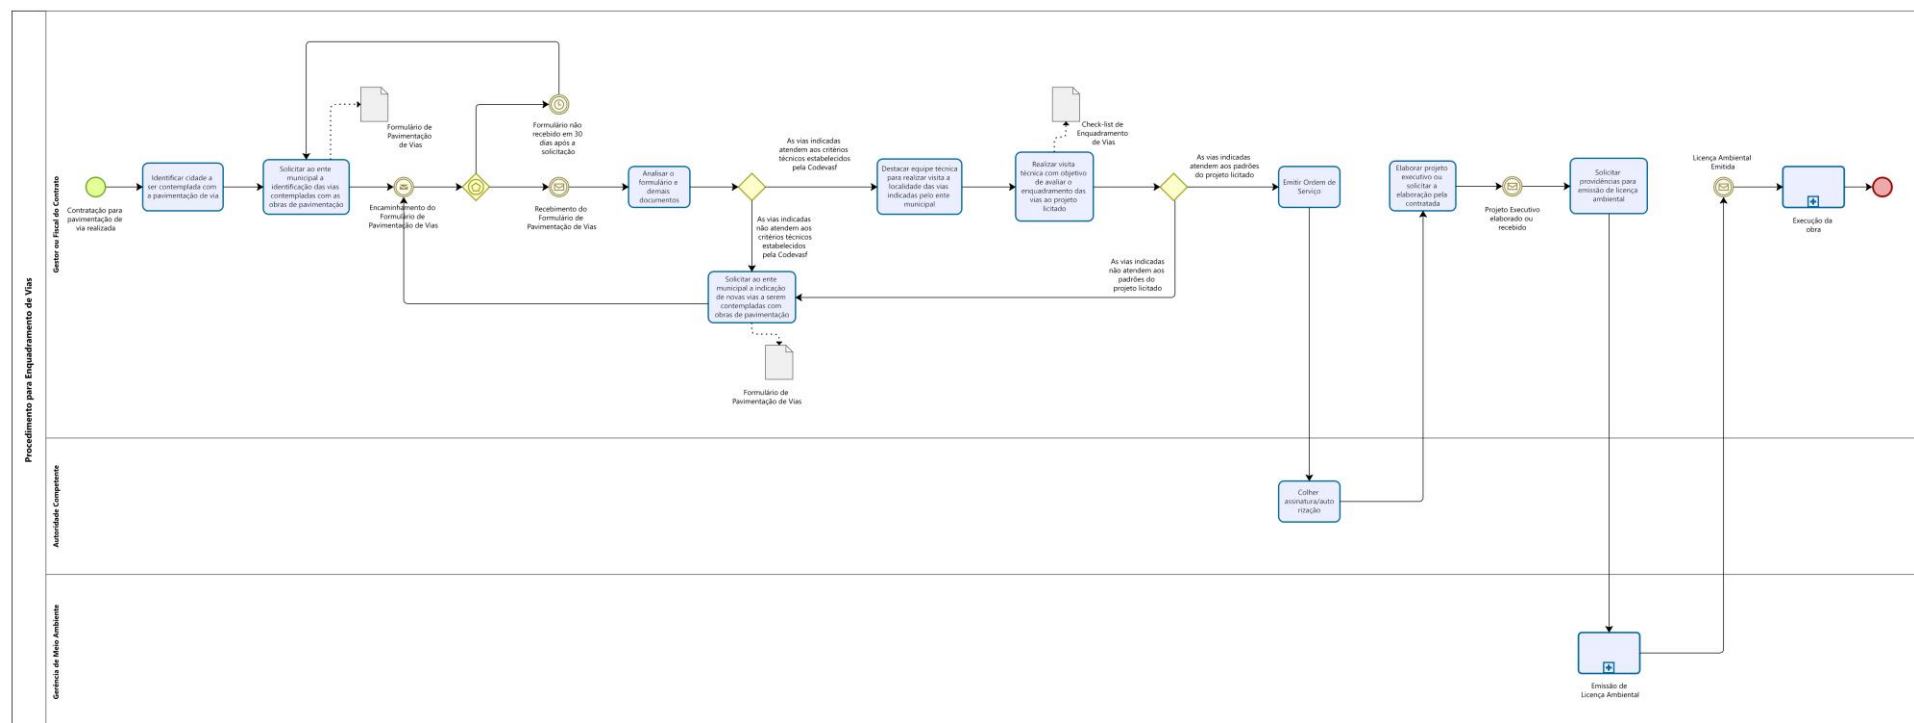 Procedimento para Enquadramento de Vias
Gestor ou Fiscal do Contrato
Contratação para
pavimentação de
via realizada
Identificar cidade a
ser contemplada com
a pavimentação de via
Solicitar ao ente
municipal a
identificação das vias
contempladas com as
obras de pavimentação
Formulário de
Pavimentação
de Vias
Encaminhamento do
Formulário de
Pavimentação de Vias
Formulário não
recebido em 30
dias após a
solicitação
Recebimento do
Formulário de
Pavimentação de Vias
Analisar o
formulário e
demais
documentos
As vias indicadas
atendem aos critérios
técnicos estabelecidos
pela Codevasf
As vias indicadas
não atendem aos
critérios técnicos
estabelecidos
pela Codevasf
Solicitar ao ente
municipal a indicação
de novas vias a serem
contempladas com
obras de pavimentação
Formulário de
Pavimentação de Vias
Destacar equipe técnica
para realizar visita a
localidade das vias
indicadas pelo ente
municipal
Realizar visita
técnica com objetivo
de avaliar o
enquadramento das
vias ao projeto
licitado
Check-list de
Enquadramento
de Vias
As vias indicadas
atendem aos padrões
do projeto licitado
As vias indicadas
não atendem aos
padrões do
projeto licitado
Emitir Ordem de
Serviço
Elaborar projeto
executivo ou
solicitar a
elaboração pela
contratada
Projeto Executivo
elaborado ou
recebido
Solicitar
providências para
emissão de licença
ambiental
Licença Ambiental
Emitida
Execução da
obra
Autoridade Competente
Colher
assinatura/auto
rização
Gerência de Meio Ambiente
Emissão de
Licença Ambiental